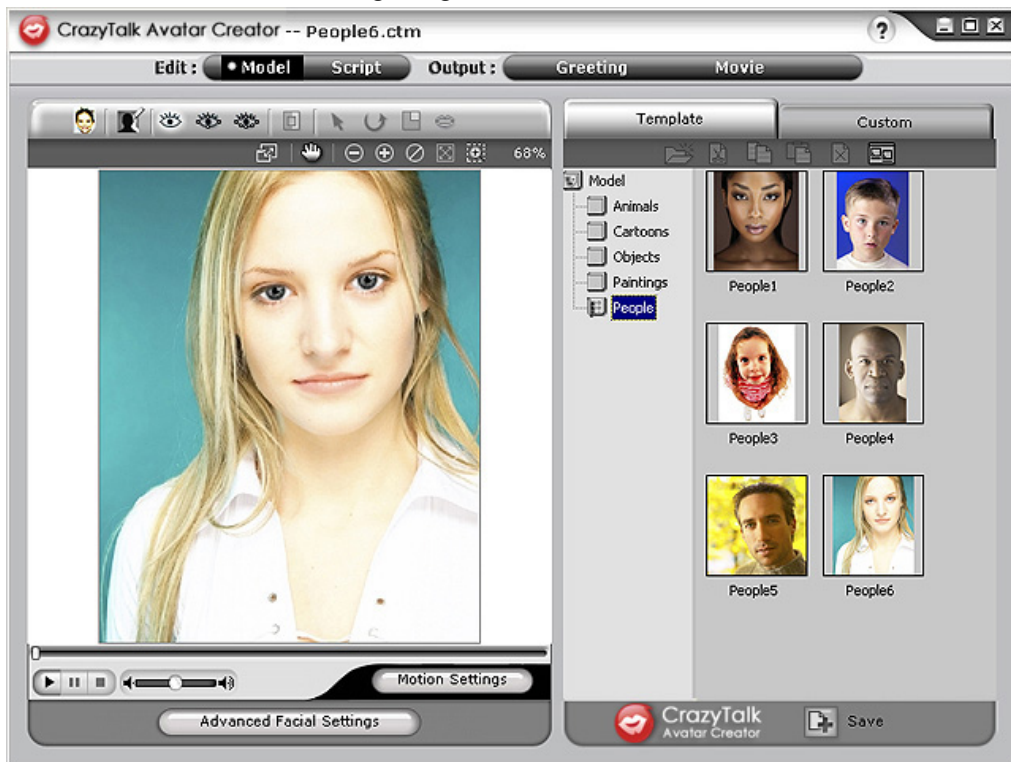 CrazyTalk Avatar Creator -- People6.ctm
?
Edit : Model Script Output : Greeting Movie
Template Custom
68%
Model
Animals
Cartoons
Objects
Paintings
People
People1 People2
People3 People4
People5 People6
Motion Settings
Advanced Facial Settings
CrazyTalk
Avatar Creator
Save